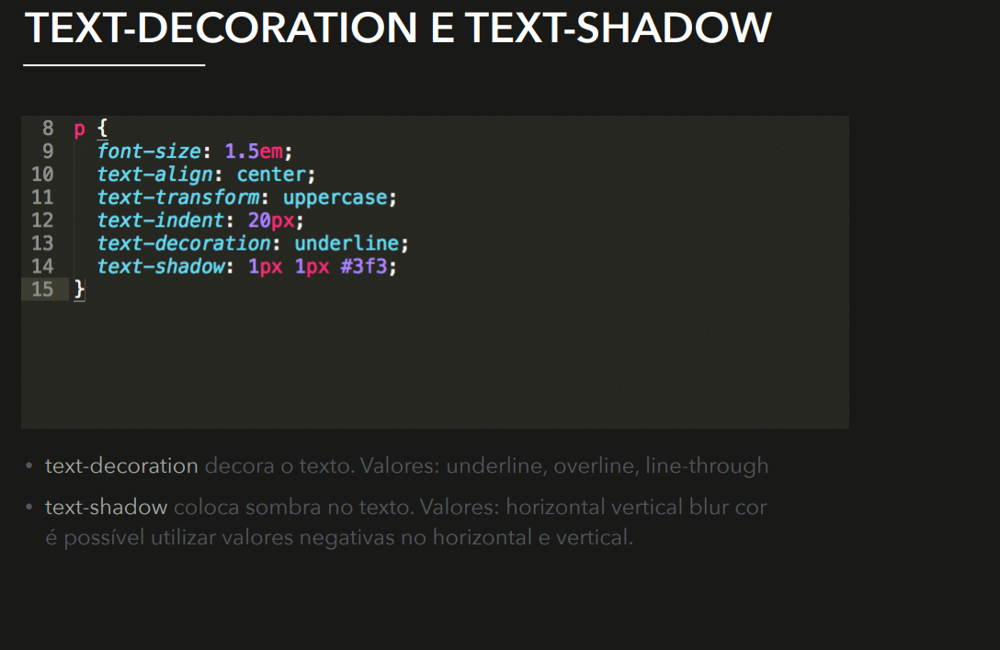 TEXT-DECORATION E TEXT-SHADOW
8 p {
9 font-size: 1.5em;
10 text-align: center;
11 text-transform: uppercase;
12 text-indent: 20px;
13 text-decoration: underline;
14 text-shadow: 1px 1px #3f3;
15 }
• text-decoration decora o texto. Valores: underline, overline, line-through
• text-shadow coloca sombra no texto. Valores: horizontal vertical blur cor
é possível utilizar valores negativas no horizontal e vertical.